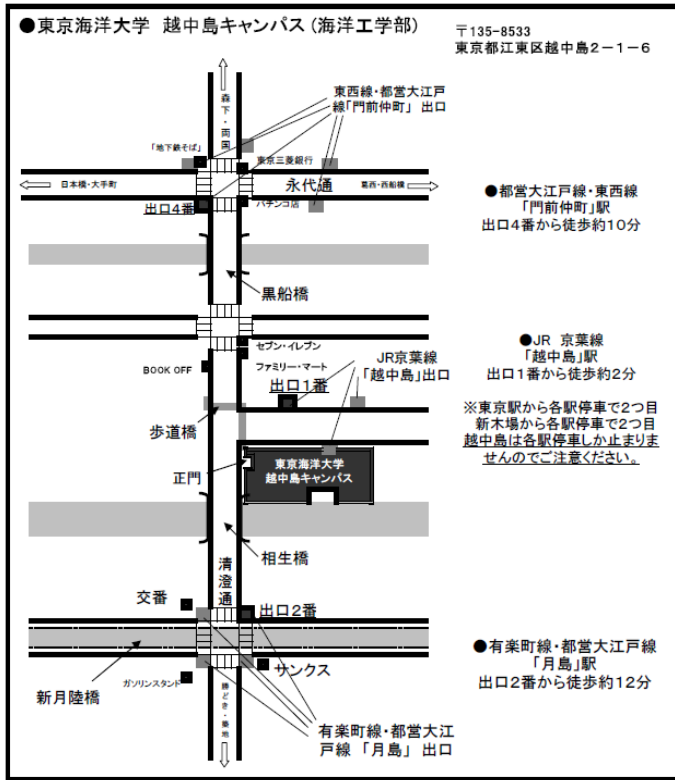 ●東京海洋大学 越中島キャンパス(海洋工学部)
〒135-8533
東京都江東区越中島2-1-6
森下・両国
東西線・都営大江戸
線「門前仲町」 出口
「地下鉄そば」
東京三菱銀行
日本橋・大手町
永代通
葛西・西船橋
出口4番
パチンコ店
●都営大江戸線・東西線
「門前仲町」駅
出口4番から徒歩約10分
黒船橋
セブン・イレブン
ファミリー・マート
BOOK OFF
出口1番
JR京葉線
「越中島」出口
●JR 京葉線
「越中島」駅
出口1番から徒歩約2分
※東京駅から各駅停車で2つ目
新木場から各駅停車で2つ目
越中島は各駅停車しか止まりま
せんのでご注意ください。
歩道橋
正門
東京海洋大学
越中島キャンパス
相生橋
清澄通
交番
出口2番
新月陸橋
サンクス
ガソリンスタンド
勝どき・築地
有楽町線・都営大江
戸線 「月島」 出口
●有楽町線・都営大江戸線
「月島」駅
出口2番から徒歩約12分